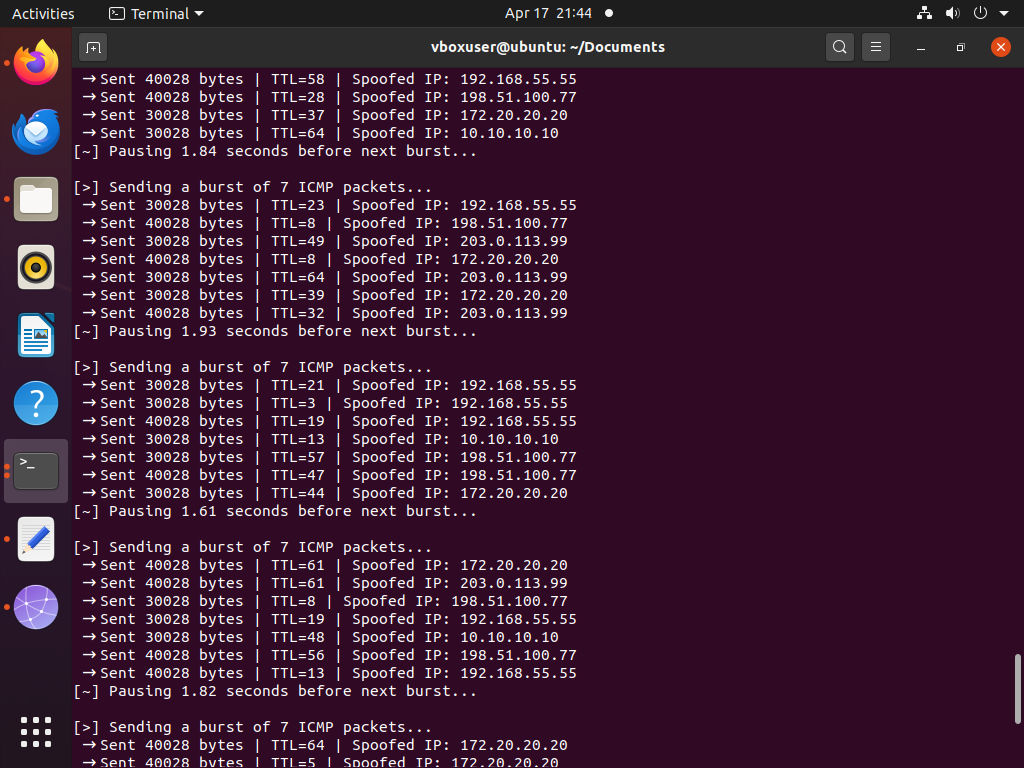 Activities Terminal Apr 17 21:44
vboxuser@ubuntu: ~/Documents
→Sent 40028 bytes | TTL=58 | Spoofed IP: 192.168.55.55
→Sent 40028 bytes | TTL=28 | Spoofed IP: 198.51.100.77
→Sent 30028 bytes | TTL=37 | Spoofed IP: 172.20.20.20
→Sent 30028 bytes | TTL=64 | Spoofed IP: 10.10.10.10
[~] Pausing 1.84 seconds before next burst...
[>] Sending a burst of 7 ICMP packets...
→Sent 30028 bytes | TTL=23 | Spoofed IP: 192.168.55.55
→Sent 40028 bytes | TTL=8 | Spoofed IP: 198.51.100.77
→Sent 30028 bytes | TTL=49 | Spoofed IP: 203.0.113.99
→Sent 40028 bytes | TTL=8 | Spoofed IP: 172.20.20.20
→Sent 30028 bytes | TTL=64 | Spoofed IP: 203.0.113.99
→Sent 30028 bytes | TTL=39 | Spoofed IP: 172.20.20.20
→Sent 40028 bytes | TTL=32 | Spoofed IP: 203.0.113.99
[~] Pausing 1.93 seconds before next burst...
[>] Sending a burst of 7 ICMP packets...
→Sent 30028 bytes | TTL=21 | Spoofed IP: 192.168.55.55
→Sent 30028 bytes | TTL=3 | Spoofed IP: 192.168.55.55
→Sent 40028 bytes | TTL=19 | Spoofed IP: 192.168.55.55
→Sent 30028 bytes | TTL=13 | Spoofed IP: 10.10.10.10
→Sent 30028 bytes | TTL=57 | Spoofed IP: 198.51.100.77
→Sent 40028 bytes | TTL=47 | Spoofed IP: 198.51.100.77
→Sent 30028 bytes | TTL=44 | Spoofed IP: 172.20.20.20
[~] Pausing 1.61 seconds before next burst...
[>] Sending a burst of 7 ICMP packets...
→Sent 40028 bytes | TTL=61 | Spoofed IP: 172.20.20.20
→Sent 40028 bytes | TTL=61 | Spoofed IP: 203.0.113.99
→Sent 30028 bytes | TTL=8 | Spoofed IP: 198.51.100.77
→Sent 30028 bytes | TTL=19 | Spoofed IP: 192.168.55.55
→Sent 30028 bytes | TTL=48 | Spoofed IP: 10.10.10.10
→Sent 40028 bytes | TTL=56 | Spoofed IP: 198.51.100.77
→Sent 40028 bytes | TTL=13 | Spoofed IP: 192.168.55.55
[~] Pausing 1.82 seconds before next burst...
[>] Sending a burst of 7 ICMP packets...
→Sent 40028 bytes | TTL=64 | Spoofed IP: 172.20.20.20
→Sent 40028 bytes | TTL=5 | Spoofed IP: 172.20.20.20